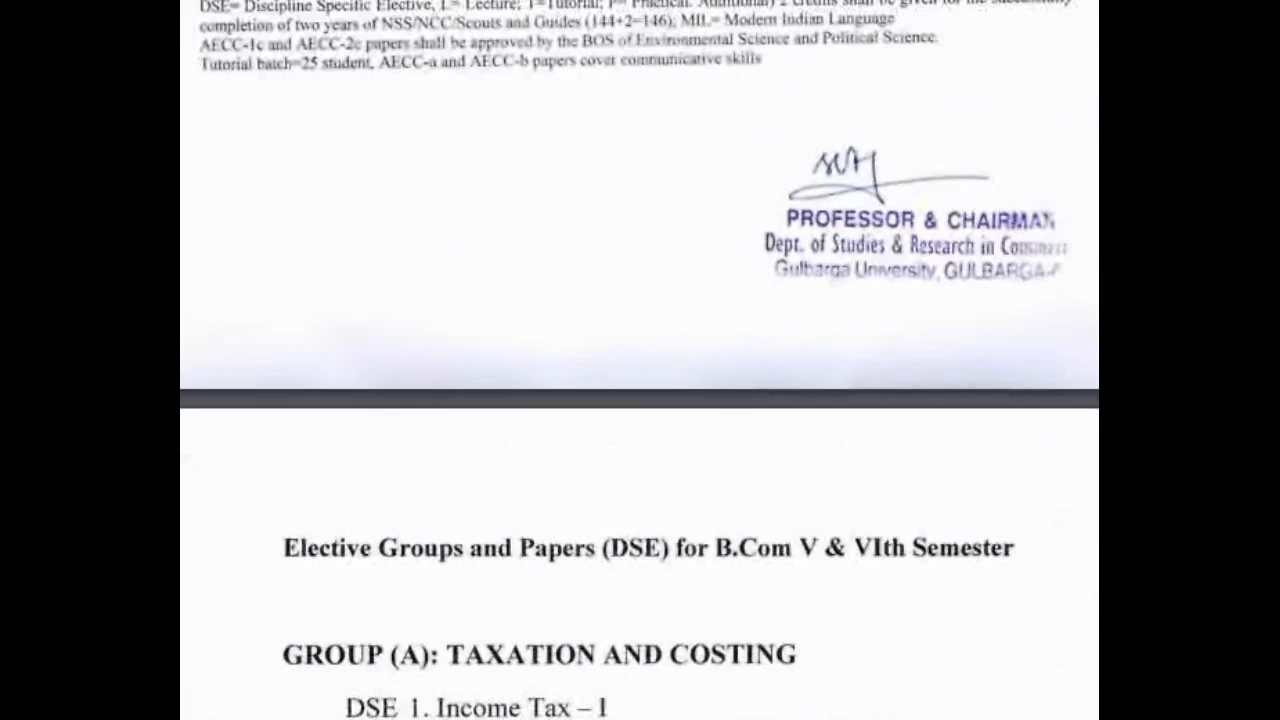 DSE= Discipline Specific Elective, L= Lecture; T=Tutorial; P= Practical. Additional) 2 credits shall be given for the successfully
completion of two years of NSS/NCC/Scouts and Guides (144+2=146); MIL= Modern Indian Language
AECC-1c and AECC-2c papers shall be approved by the BOS of Environmental Science and Political Science.
Tutorial batch=25 student, AECC-a and AECC-b papers cover communicative skills
PROFESSOR & CHAIRMAN
Dept. of Studies & Research in Commerce
Gulbarga University, GULBARGA-
Elective Groups and Papers (DSE) for B.Com V & VIth Semester
GROUP (A): TAXATION AND COSTING
DSE 1. Income Tax – I